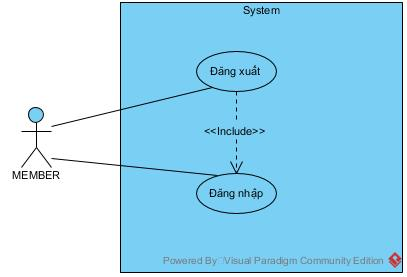 System
Đăng xuất
<<Include>>
MEMBER
Đăng nhập
Powered By Visual Paradigm Community Edition